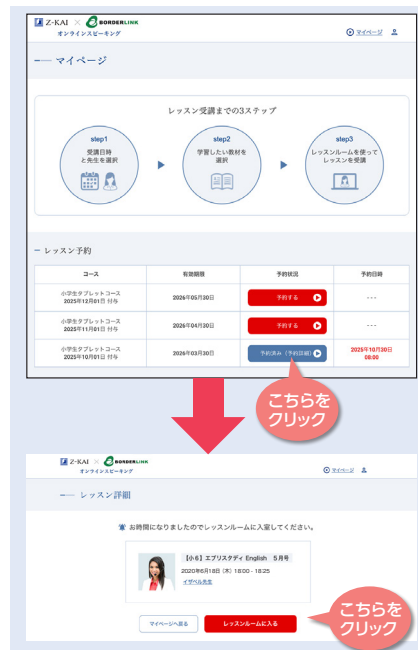 Z-KAI × BORDERLINK
オンラインスピーキング
マイページ
マイページ
レッスン受講までの3ステップ
step1
受講日時
と先生を選択
step2
学習したい教材を
選択
step3
レッスンルームを使って
レッスンを受講
レッスン予約
コース 有効期限 予約状況 予約日時
小学生タブレットコース
2025年12月01日 付与
2026年05月30日 予約する ---
小学生タブレットコース
2025年11月01日 付与
2026年04月30日 予約する ---
小学生タブレットコース
2025年10月01日 付与
2026年03月30日 予約済み（予約詳細） 2025年10月30日
08:00
こちらを
クリック
Z-KAI × BORDERLINK
オンラインスピーキング
マイページ
レッスン詳細
お時間になりましたのでレッスンルームに入室してください。
【小6】エブリスタディ English 5月号
2020年6月18日（木）18:00 - 18:25
イザベル先生
マイページへ戻る レッスンルームに入る
こちらを
クリック